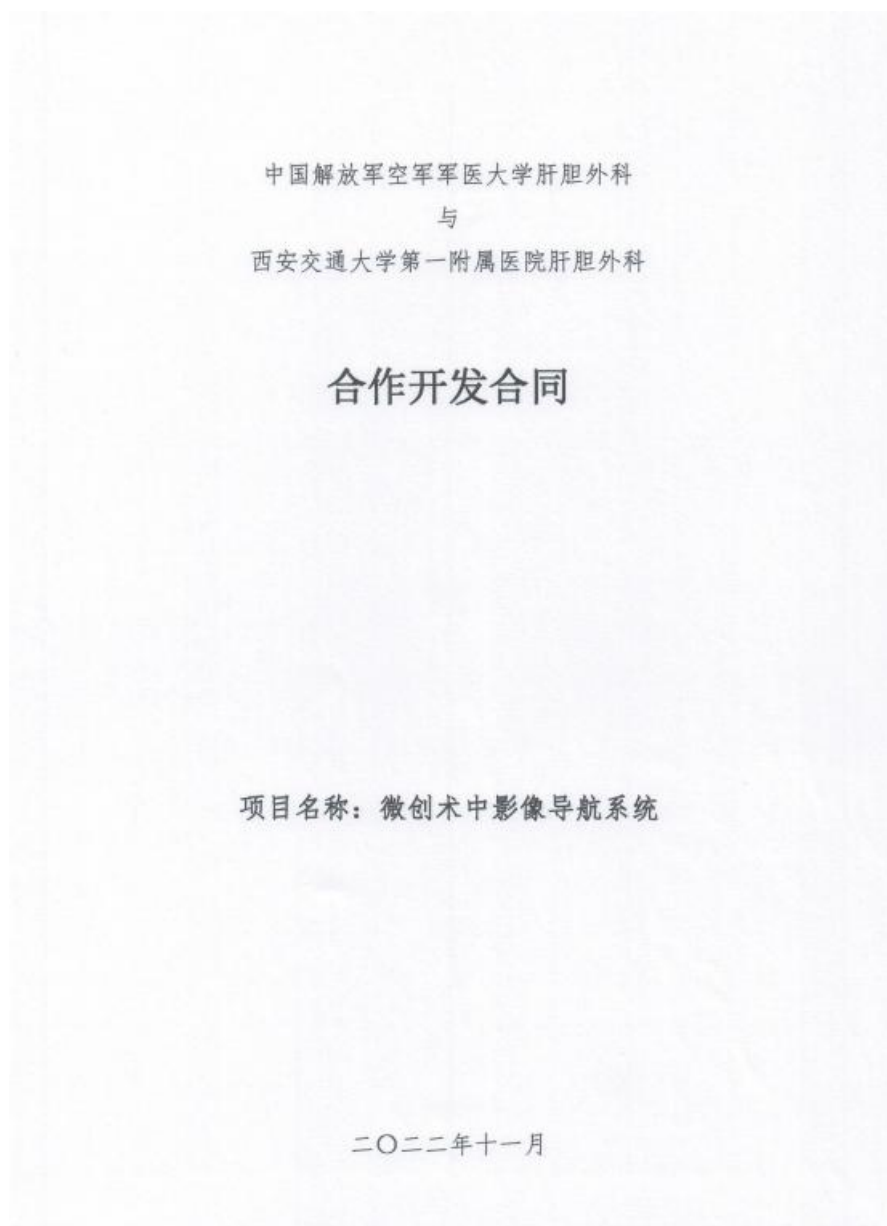 中国解放军空军军医大学肝胆外科
与
西安交通大学第一附属医院肝胆外科
合作开发合同
项目名称：微创术中影像导航系统
二〇二二年十一月